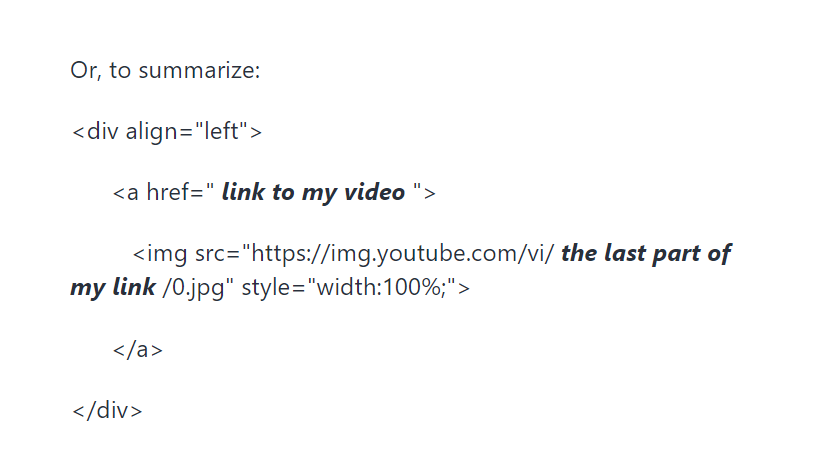 Or, to summarize:
<div align="left">
<a href=" link to my video ">
<img src="https://img.youtube.com/vi/ the last part of
my link /0.jpg" style="width:100%;">
</a>
</div>